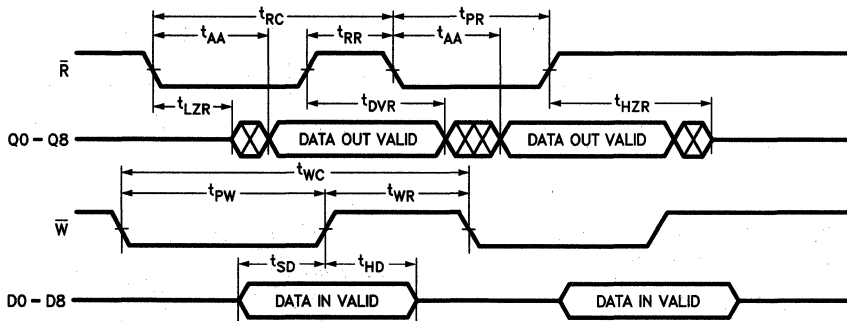 tRC tPR
tAA tRR tAA
R̅
tLZR tDVR tHZR
Q0 – Q8 DATA OUT VALID DATA OUT VALID
tWC
tPW tWR
W̅
tSD tHD
D0 – D8 DATA IN VALID DATA IN VALID